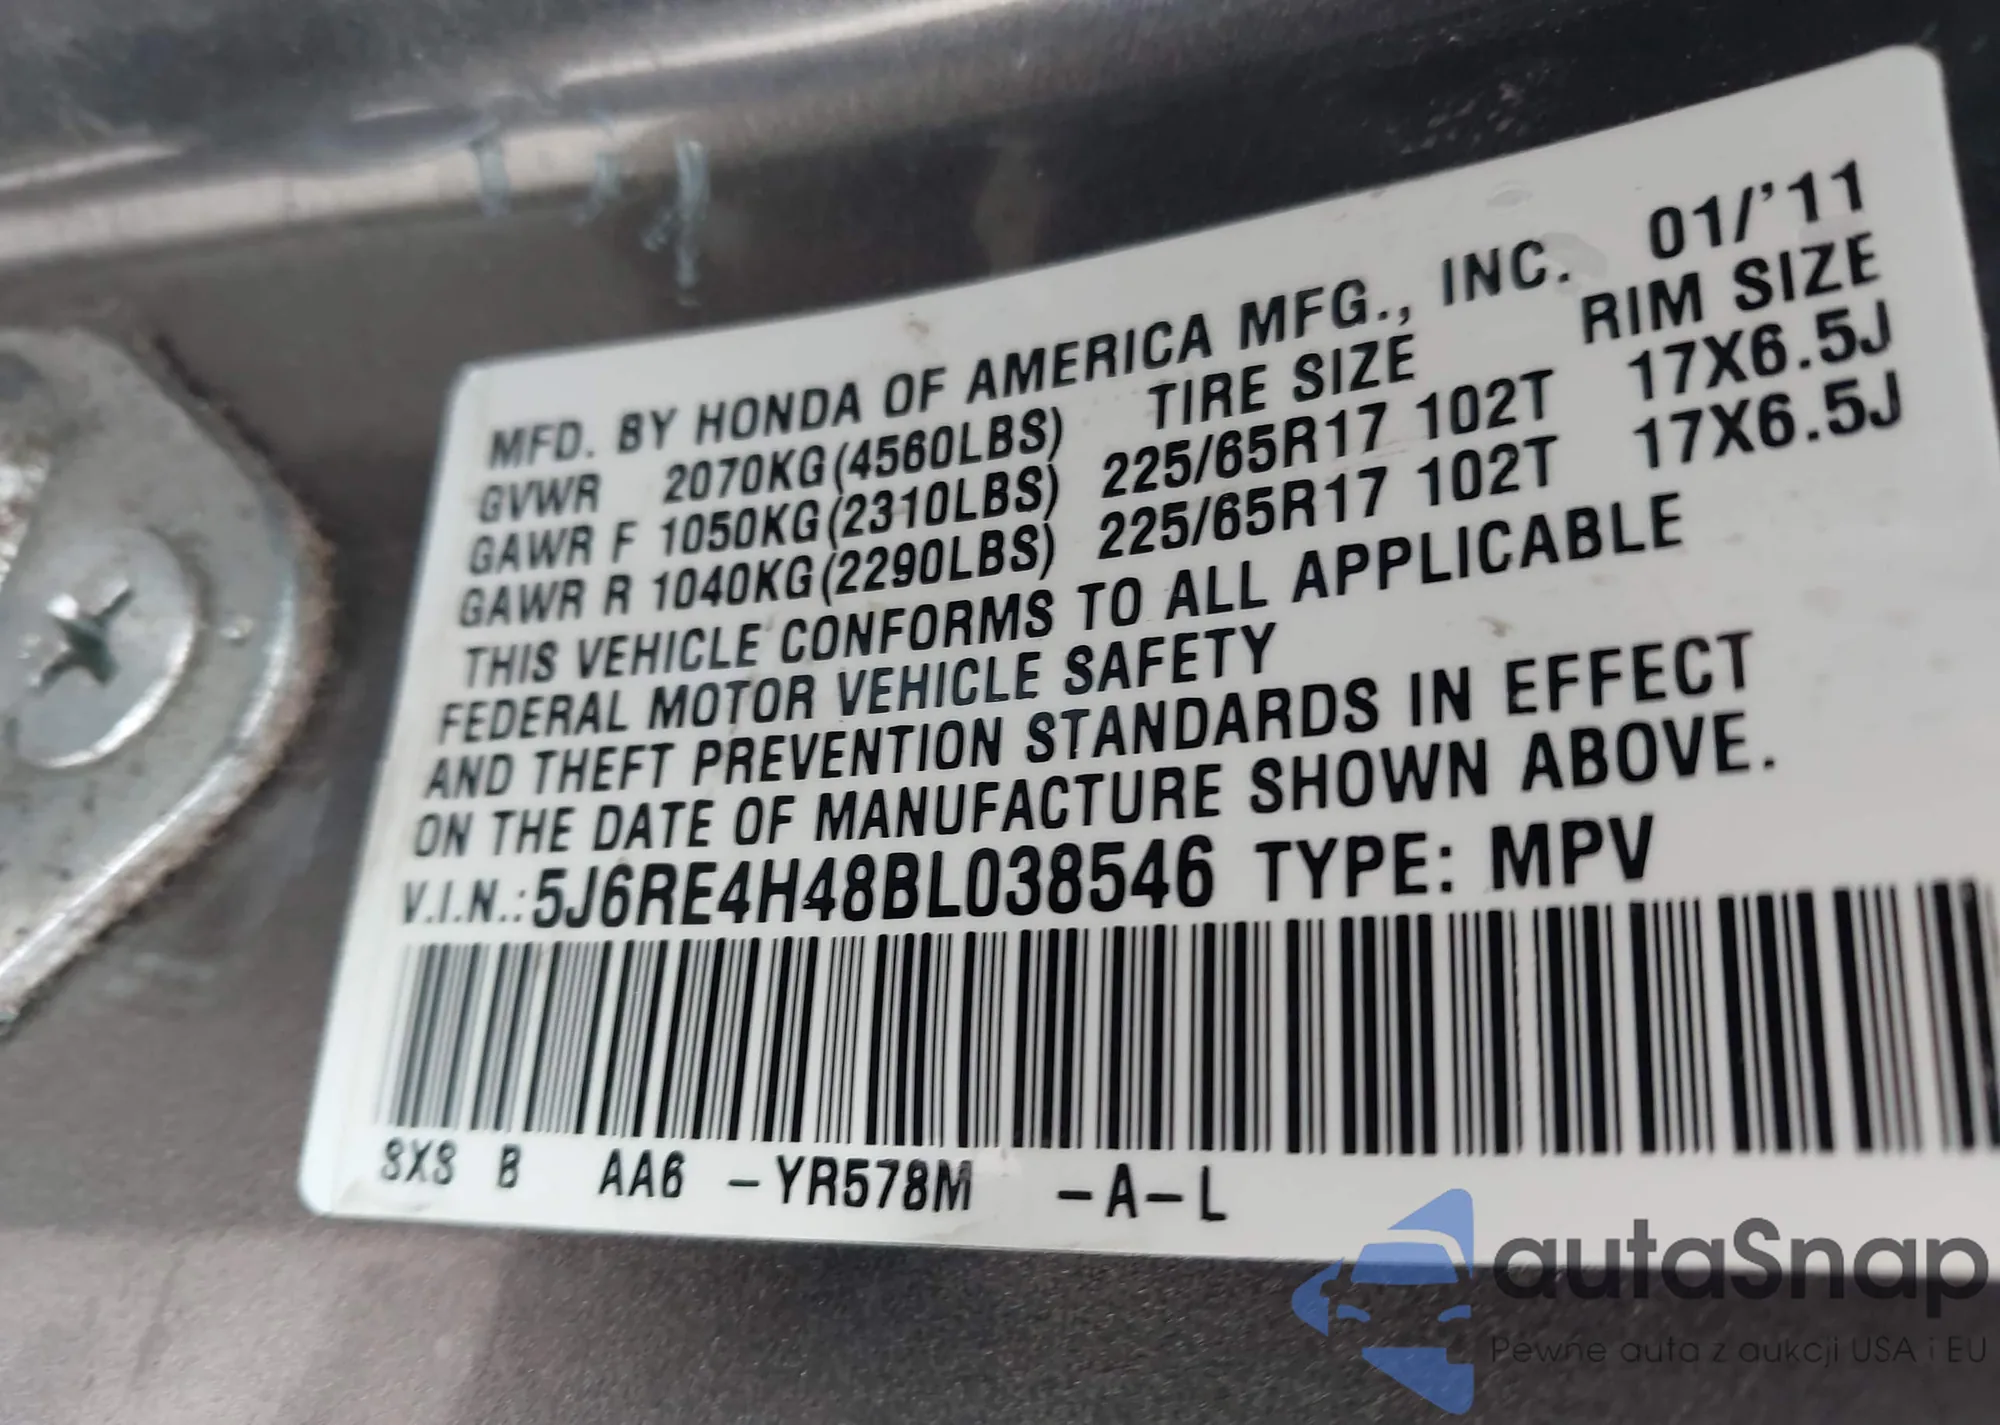 MFD. BY HONDA OF AMERICA MFG., INC. 01/'11
GVWR 2070KG(4560LBS) TIRE SIZE RIM SIZE
GAWR F 1050KG(2310LBS) 225/65R17 102T 17X6.5J
GAWR R 1040KG(2290LBS) 225/65R17 102T 17X6.5J
THIS VEHICLE CONFORMS TO ALL APPLICABLE
FEDERAL MOTOR VEHICLE SAFETY
AND THEFT PREVENTION STANDARDS IN EFFECT
ON THE DATE OF MANUFACTURE SHOWN ABOVE.
V.I.N.: 5J6RE4H48BL038546 TYPE: MPV
SXS B AA6 -YR578M -A-L
autaSnap
Pewne auta z aukcji USA i EU